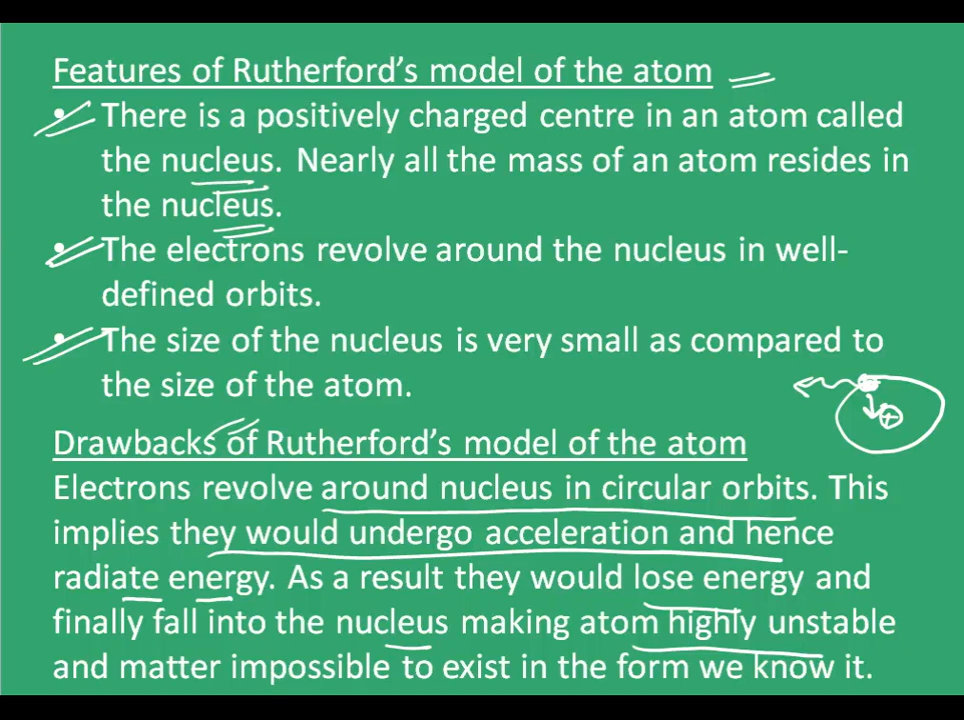 Features of Rutherford's model of the atom
• There is a positively charged centre in an atom called
the nucleus. Nearly all the mass of an atom resides in
the nucleus.
• The electrons revolve around the nucleus in well-
defined orbits.
• The size of the nucleus is very small as compared to
the size of the atom.
+
Drawbacks of Rutherford's model of the atom
Electrons revolve around nucleus in circular orbits. This
implies they would undergo acceleration and hence
radiate energy. As a result they would lose energy and
finally fall into the nucleus making atom highly unstable
and matter impossible to exist in the form we know it.